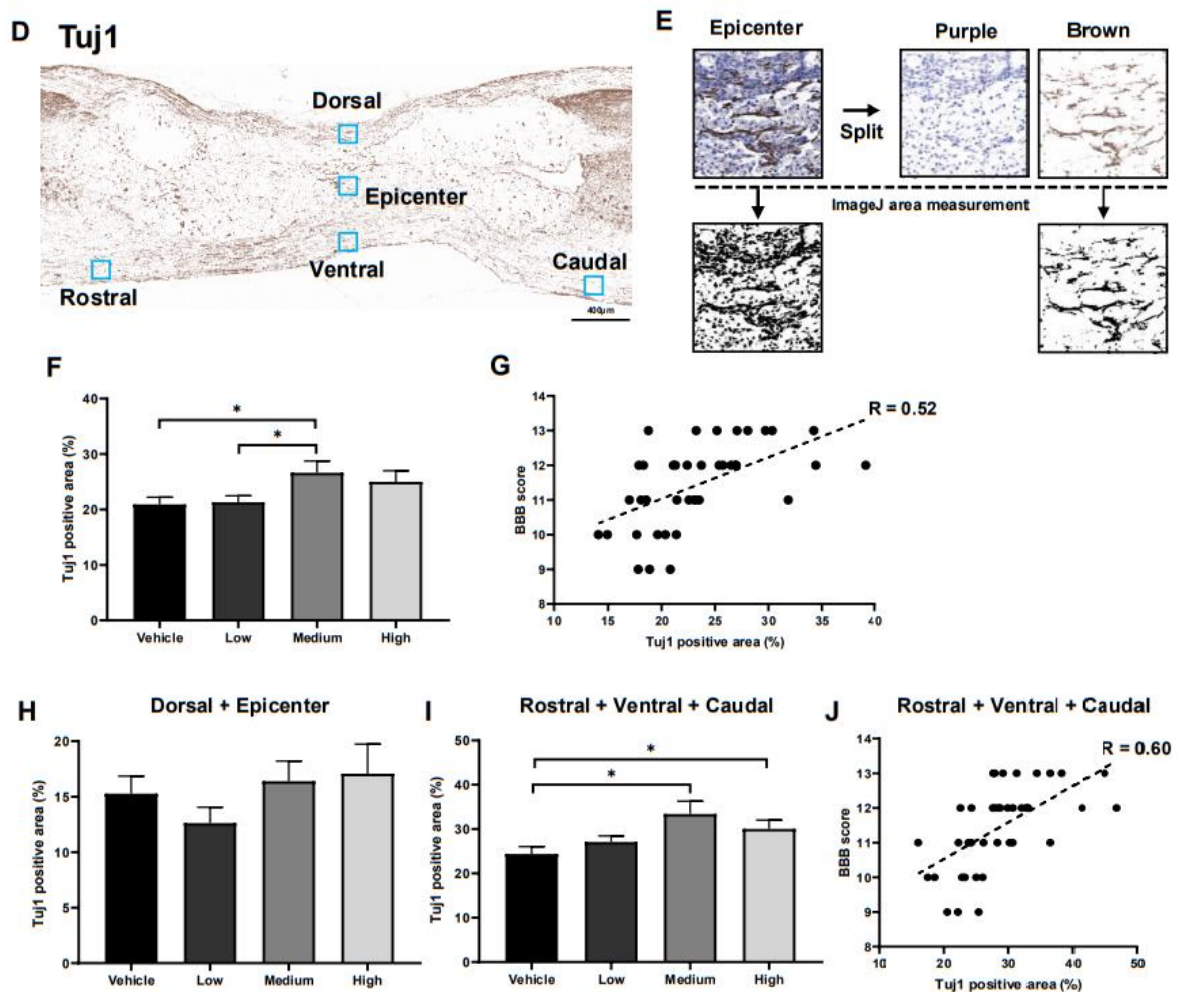 D Tuj1
Dorsal
Epicenter
Ventral
Rostral
Caudal
400µm
E
Epicenter
Purple
Brown
Split
ImageJ area measurement
F
Tuj1 positive area (%)
40
30
20
10
0
Vehicle Low Medium High
*
*
G
BBB score
14
13
12
11
10
9
8
10 15 20 25 30 35 40
Tuj1 positive area (%)
R = 0.52
H Dorsal + Epicenter
Tuj1 positive area (%)
20
15
10
5
0
Vehicle Low Medium High
I Rostral + Ventral + Caudal
Tuj1 positive area (%)
50
40
30
20
10
0
Vehicle Low Medium High
*
*
J Rostral + Ventral + Caudal
R = 0.60
BBB score
14
13
12
11
10
9
8
10 20 30 40 50
Tuj1 positive area (%)